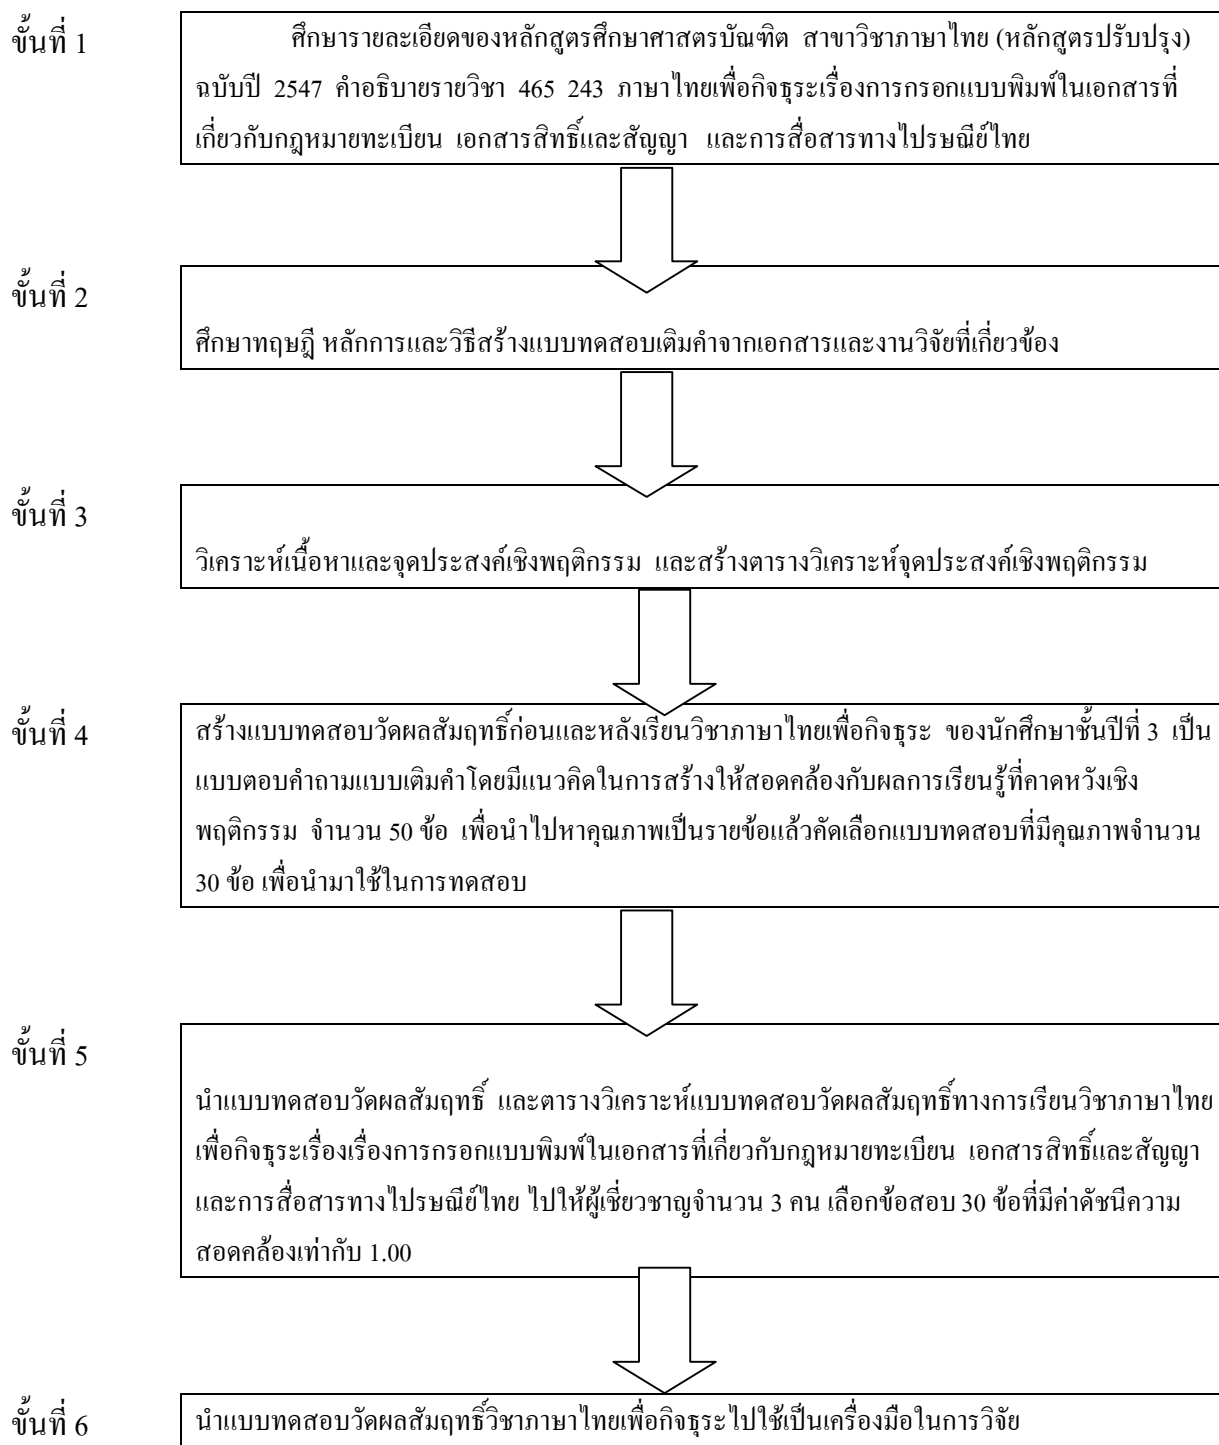 ขั้นที่ 1
ศึกษารายละเอียดของหลักสูตรศึกษาศาสตรบัณฑิต สาขาวิชาภาษาไทย (หลักสูตรปรับปรุง)
ฉบับปี 2547 คำอธิบายรายวิชา 465 243 ภาษาไทยเพื่อกิจธุระเรื่องการกรอกแบบพิมพ์ในเอกสารที่
เกี่ยวกับกฎหมายทะเบียน เอกสารสิทธิ์และสัญญา และการสื่อสารทางไปรษณีย์ไทย
ขั้นที่ 2
ศึกษาทฤษฎี หลักการและวิธีสร้างแบบทดสอบเติมคำจากเอกสารและงานวิจัยที่เกี่ยวข้อง
ขั้นที่ 3
วิเคราะห์เนื้อหาและจุดประสงค์เชิงพฤติกรรม และสร้างตารางวิเคราะห์จุดประสงค์เชิงพฤติกรรม
ขั้นที่ 4
สร้างแบบทดสอบวัดผลสัมฤทธิ์ก่อนและหลังเรียนวิชาภาษาไทยเพื่อกิจธุระ ของนักศึกษาชั้นปีที่ 3 เป็น
แบบตอบคำถามแบบเติมคำโดยมีแนวคิดในการสร้างให้สอดคล้องกับผลการเรียนรู้ที่คาดหวังเชิง
พฤติกรรม จำนวน 50 ข้อ เพื่อนำไปหาคุณภาพเป็นรายข้อแล้วคัดเลือกแบบทดสอบที่มีคุณภาพจำนวน
30 ข้อ เพื่อนำมาใช้ในการทดสอบ
ขั้นที่ 5
นำแบบทดสอบวัดผลสัมฤทธิ์ และตารางวิเคราะห์แบบทดสอบวัดผลสัมฤทธิ์ทางการเรียนวิชาภาษาไทย
เพื่อกิจธุระเรื่องเรื่องการกรอกแบบพิมพ์ในเอกสารที่เกี่ยวกับกฎหมายทะเบียน เอกสารสิทธิ์และสัญญา
และการสื่อสารทางไปรษณีย์ไทย ไปให้ผู้เชี่ยวชาญจำนวน 3 คน เลือกข้อสอบ 30 ข้อที่มีค่าดัชนีความ
สอดคล้องเท่ากับ 1.00
ขั้นที่ 6
นำแบบทดสอบวัดผลสัมฤทธิ์วิชาภาษาไทยเพื่อกิจธุระไปใช้เป็นเครื่องมือในการวิจัย